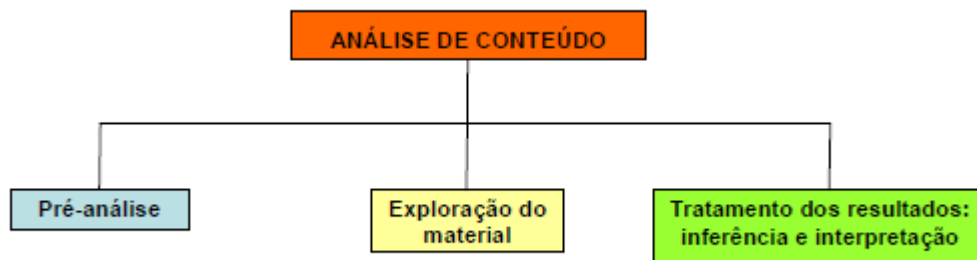 ANÁLISE DE CONTEÚDO
Pré-análise
Exploração do
material
Tratamento dos resultados:
inferência e interpretação